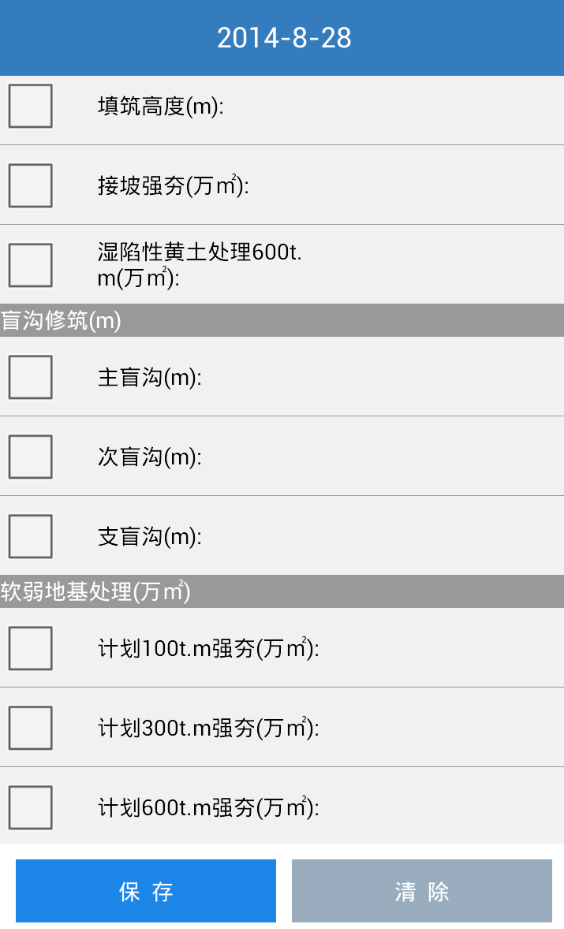 2014-8-28
填筑高度(m):
接坡强夯(万㎡):
湿陷性黄土处理600t.
m(万㎡):
盲沟修筑(m)
主盲沟(m):
次盲沟(m):
支盲沟(m):
软弱地基处理(万㎡)
计划100t.m强夯(万㎡):
计划300t.m强夯(万㎡):
计划600t.m强夯(万㎡):
保 存
清 除